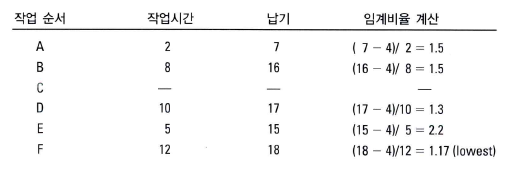 작업 순서 작업시간 납기 임계비율 계산
A 2 7 ( 7 − 4)/ 2 = 1.5
B 8 16 (16 − 4)/ 8 = 1.5
C — — —
D 10 17 (17 − 4)/10 = 1.3
E 5 15 (15 − 4)/ 5 = 2.2
F 12 18 (18 − 4)/12 = 1.17 (lowest)